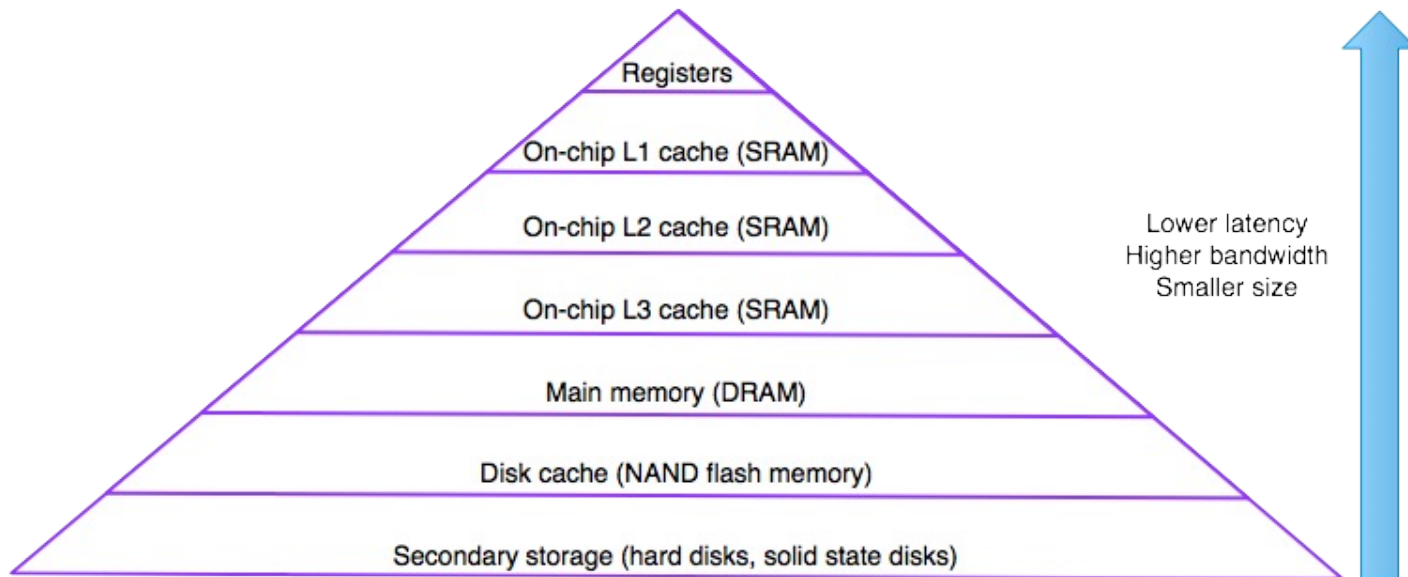 Registers
On-chip L1 cache (SRAM)
On-chip L2 cache (SRAM)
Lower latency
Higher bandwidth
Smaller size
On-chip L3 cache (SRAM)
Main memory (DRAM)
Disk cache (NAND flash memory)
Secondary storage (hard disks, solid state disks)